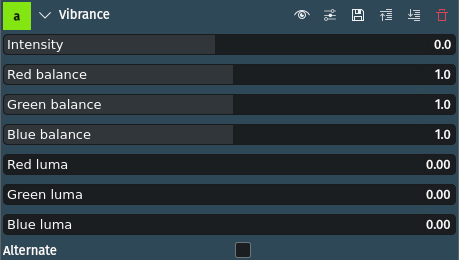 a Vibrance
Intensity 0.0
Red balance 1.0
Green balance 1.0
Blue balance 1.0
Red luma 0.00
Green luma 0.00
Blue luma 0.00
Alternate